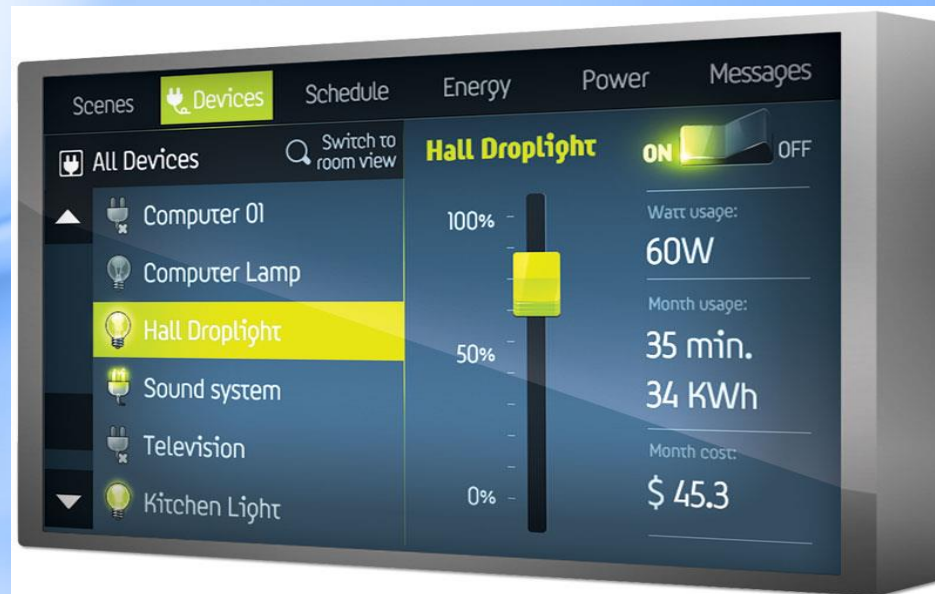 Scenes
Devices
Schedule
Energy
Power
Messages
All Devices
Switch to
room view
Computer 01
Computer Lamp
Hall Droplight
Sound system
Television
Kitchen Light
Hall Droplight
ON
OFF
100%
50%
0%
Watt usage:
60W
Month usage:
35 min.
34 KWh
Month cost:
$ 45.3